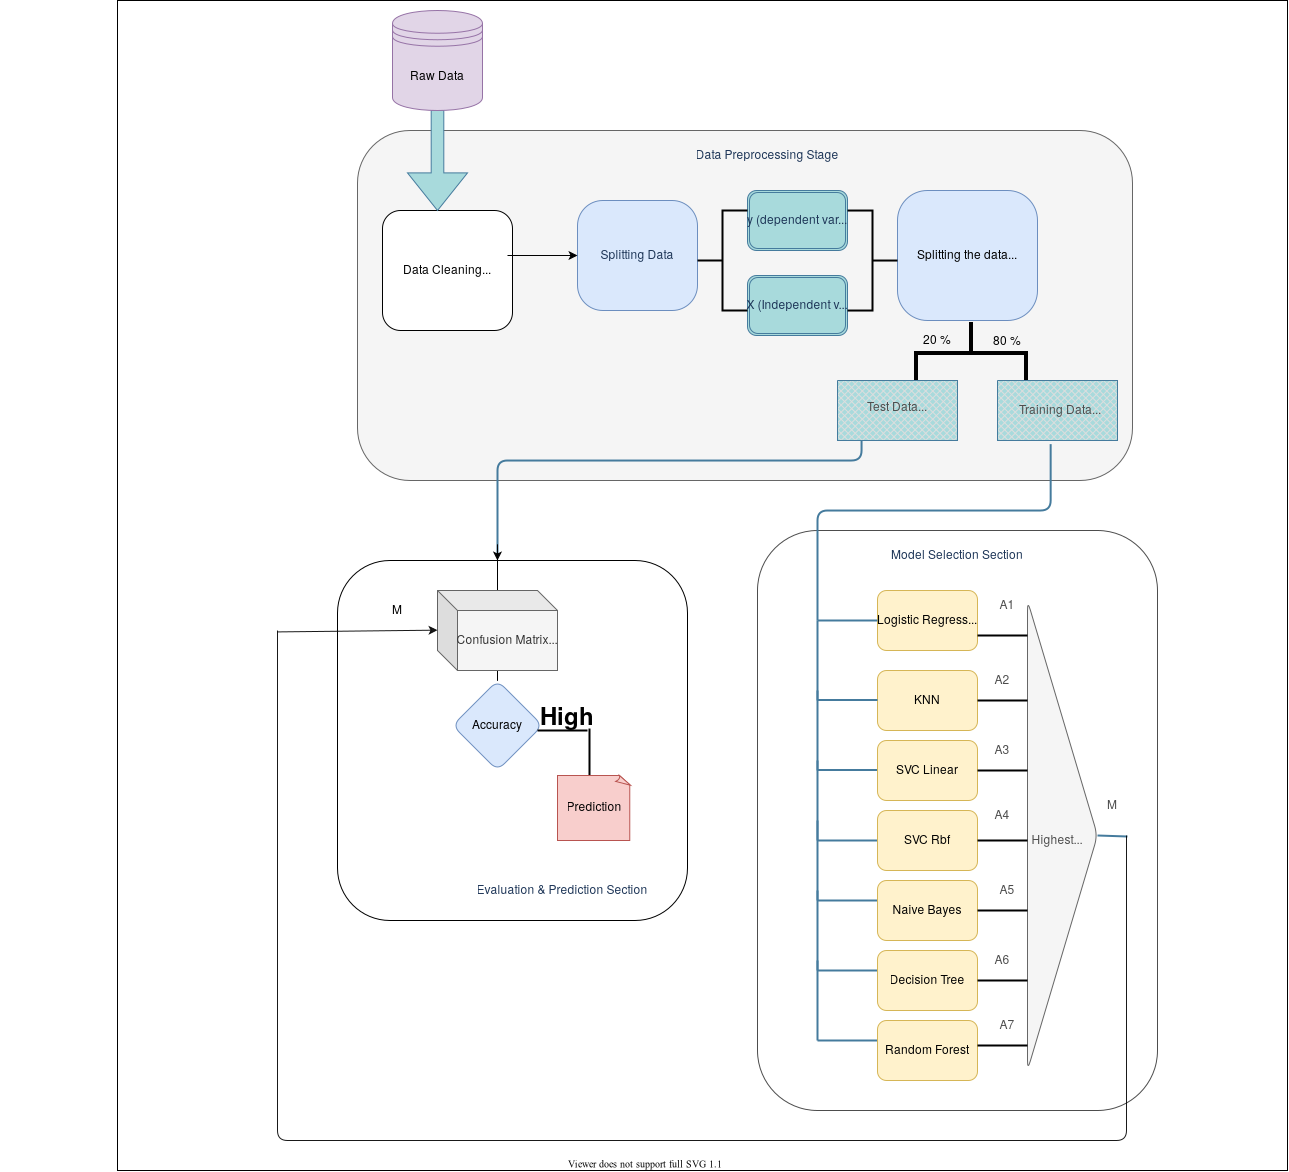 Raw Data
Data Preprocessing Stage
Data Cleaning...
Splitting Data
y (dependent var...
X (Independent v...
Splitting the data...
20 %
80 %
Test Data...
Training Data...
Model Selection Section
Logistic Regress...
A1
KNN
A2
SVC Linear
A3
SVC Rbf
A4
Naive Bayes
A5
Decision Tree
A6
Random Forest
A7
Highest...
M
M
Confusion Matrix...
Accuracy
High
Prediction
Evaluation & Prediction Section
Viewer does not support full SVG 1.1